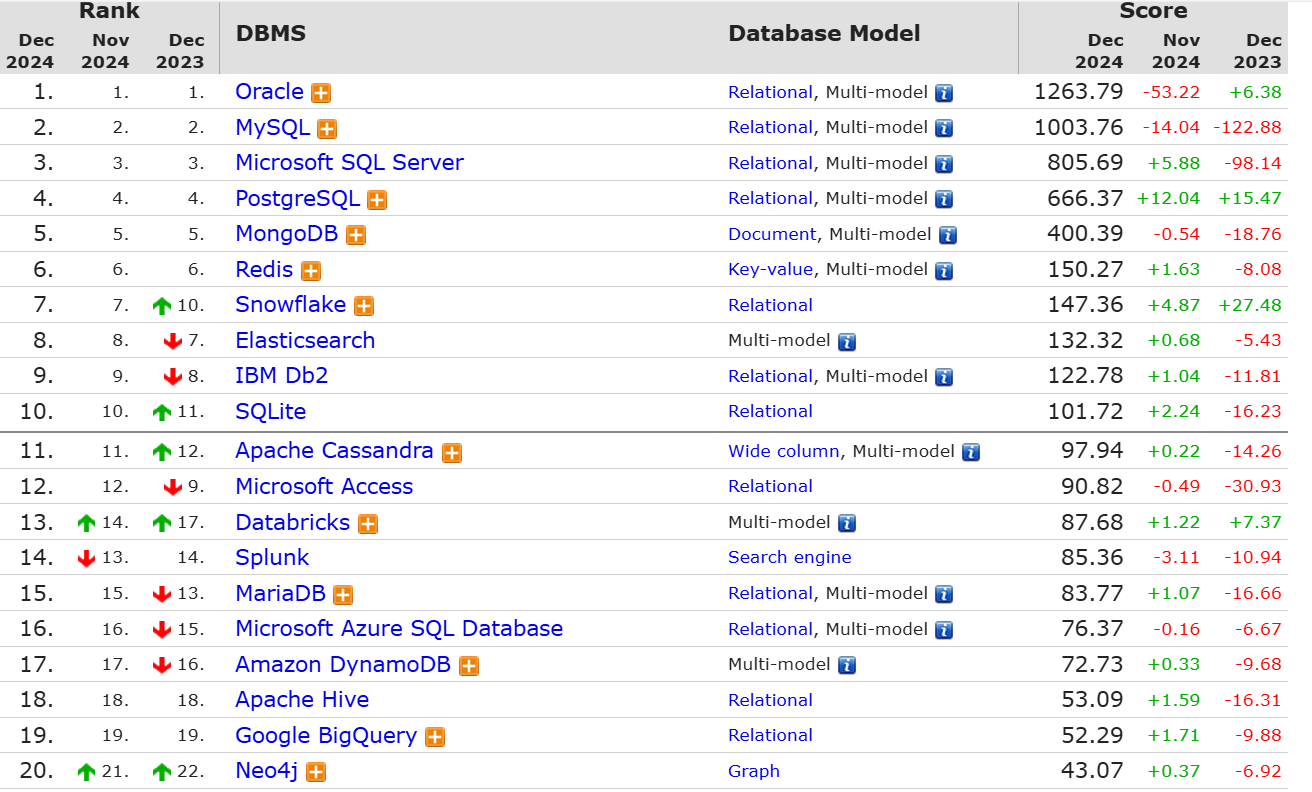 Rank Score
Dec Nov Dec DBMS Database Model Dec Nov Dec
2024 2024 2023 2024 2024 2023
1. 1. 1. Oracle Relational, Multi-model i 1263.79 -53.22 +6.38
2. 2. 2. MySQL Relational, Multi-model i 1003.76 -14.04 -122.88
3. 3. 3. Microsoft SQL Server Relational, Multi-model i 805.69 +5.88 -98.14
4. 4. 4. PostgreSQL Relational, Multi-model i 666.37 +12.04 +15.47
5. 5. 5. MongoDB Document, Multi-model i 400.39 -0.54 -18.76
6. 6. 6. Redis Key-value, Multi-model i 150.27 +1.63 -8.08
7. 7. 10. Snowflake Relational 147.36 +4.87 +27.48
8. 8. 7. Elasticsearch Multi-model i 132.32 +0.68 -5.43
9. 9. 8. IBM Db2 Relational, Multi-model i 122.78 +1.04 -11.81
10. 10. 11. SQLite Relational 101.72 +2.24 -16.23
11. 11. 12. Apache Cassandra Wide column, Multi-model i 97.94 +0.22 -14.26
12. 12. 9. Microsoft Access Relational 90.82 -0.49 -30.93
13. 14. 17. Databricks Multi-model i 87.68 +1.22 +7.37
14. 13. 14. Splunk Search engine 85.36 -3.11 -10.94
15. 15. 13. MariaDB Relational, Multi-model i 83.77 +1.07 -16.66
16. 16. 15. Microsoft Azure SQL Database Relational, Multi-model i 76.37 -0.16 -6.67
17. 17. 16. Amazon DynamoDB Multi-model i 72.73 +0.33 -9.68
18. 18. 18. Apache Hive Relational 53.09 +1.59 -16.31
19. 19. 19. Google BigQuery Relational 52.29 +1.71 -9.88
20. 21. 22. Neo4j Graph 43.07 +0.37 -6.92